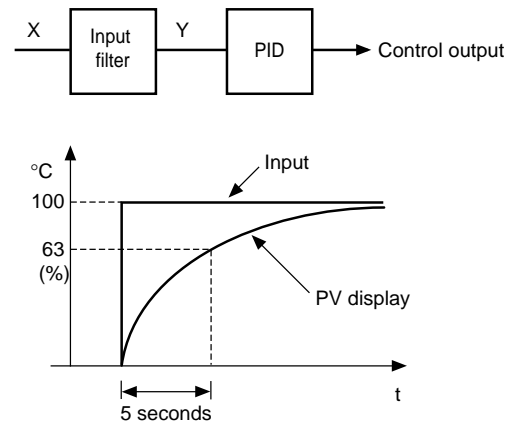 X
Input
filter
Y
PID
Control output
°C
100
63
(%)
Input
PV display
t
5 seconds